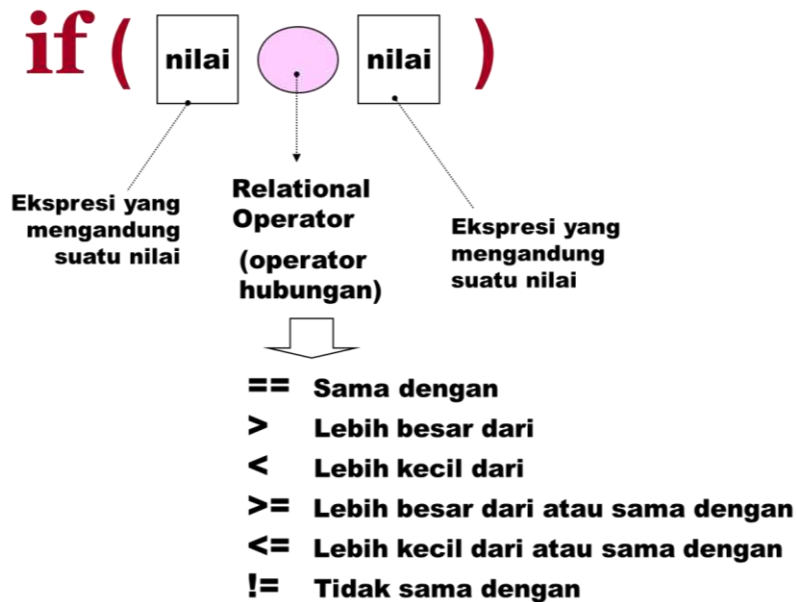 if ( nilai nilai )
Ekspresi yang
mengandung
suatu nilai
Relational
Operator
(operator
hubungan)
Ekspresi yang
mengandung
suatu nilai
== Sama dengan
> Lebih besar dari
< Lebih kecil dari
>= Lebih besar dari atau sama dengan
<= Lebih kecil dari atau sama dengan
!= Tidak sama dengan